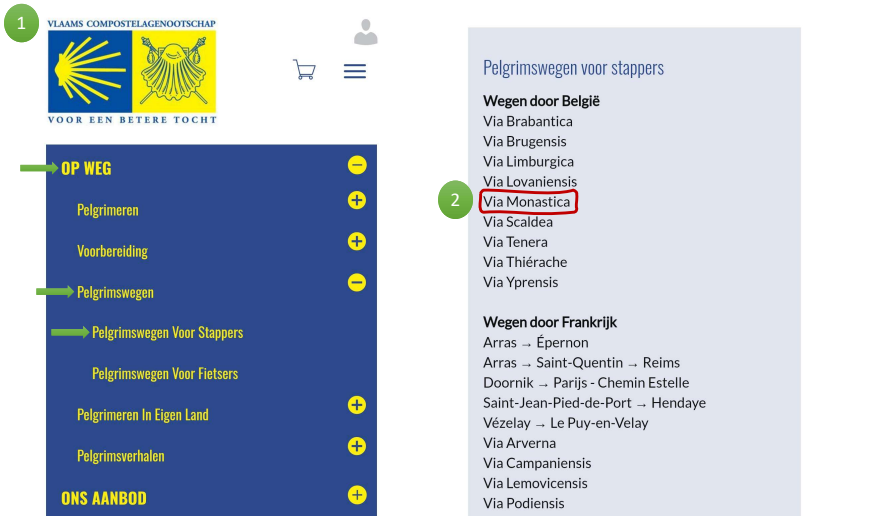 1
VLAAMS COMPOSTELAGENOOTSCHAP
VOOR EEN BETERE TOCHT
OP WEG
Pelgrimeren
Voorbereiding
Pelgrimswegen
Pelgrimswegen Voor Stappers
Pelgrimswegen Voor Fietsers
Pelgrimeren In Eigen Land
Pelgrimsverhalen
ONS AANBOD
Pelgrimswegen voor stappers
Wegen door België
Via Brabantica
Via Brugensis
Via Limburgica
Via Lovaniensis
2
Via Monastica
Via Scaldea
Via Tenera
Via Thiérache
Via Yprensis
Wegen door Frankrijk
Arras → Épernon
Arras → Saint-Quentin → Reims
Doornik → Parijs - Chemin Estelle
Saint-Jean-Pied-de-Port → Hendaye
Vézelay → Le Puy-en-Velay
Via Arverna
Via Campaniensis
Via Lemovicensis
Via Podiensis